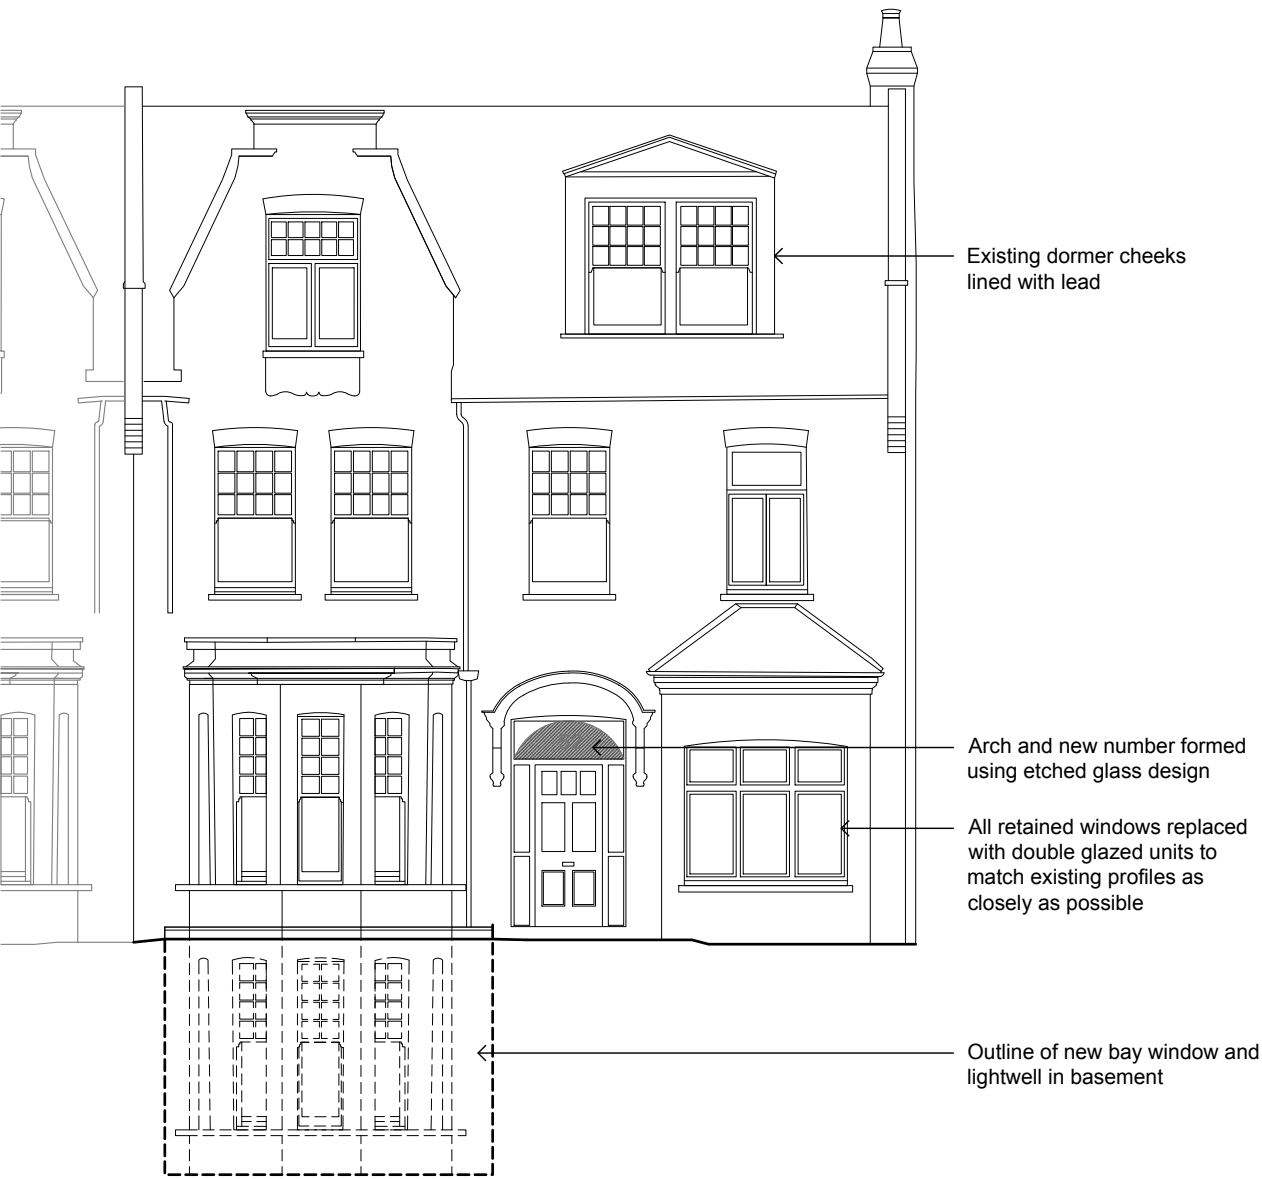 Existing dormer cheeks
lined with lead
Arch and new number formed
using etched glass design
All retained windows replaced
with double glazed units to
match existing profiles as
closely as possible
Outline of new bay window and
lightwell in basement